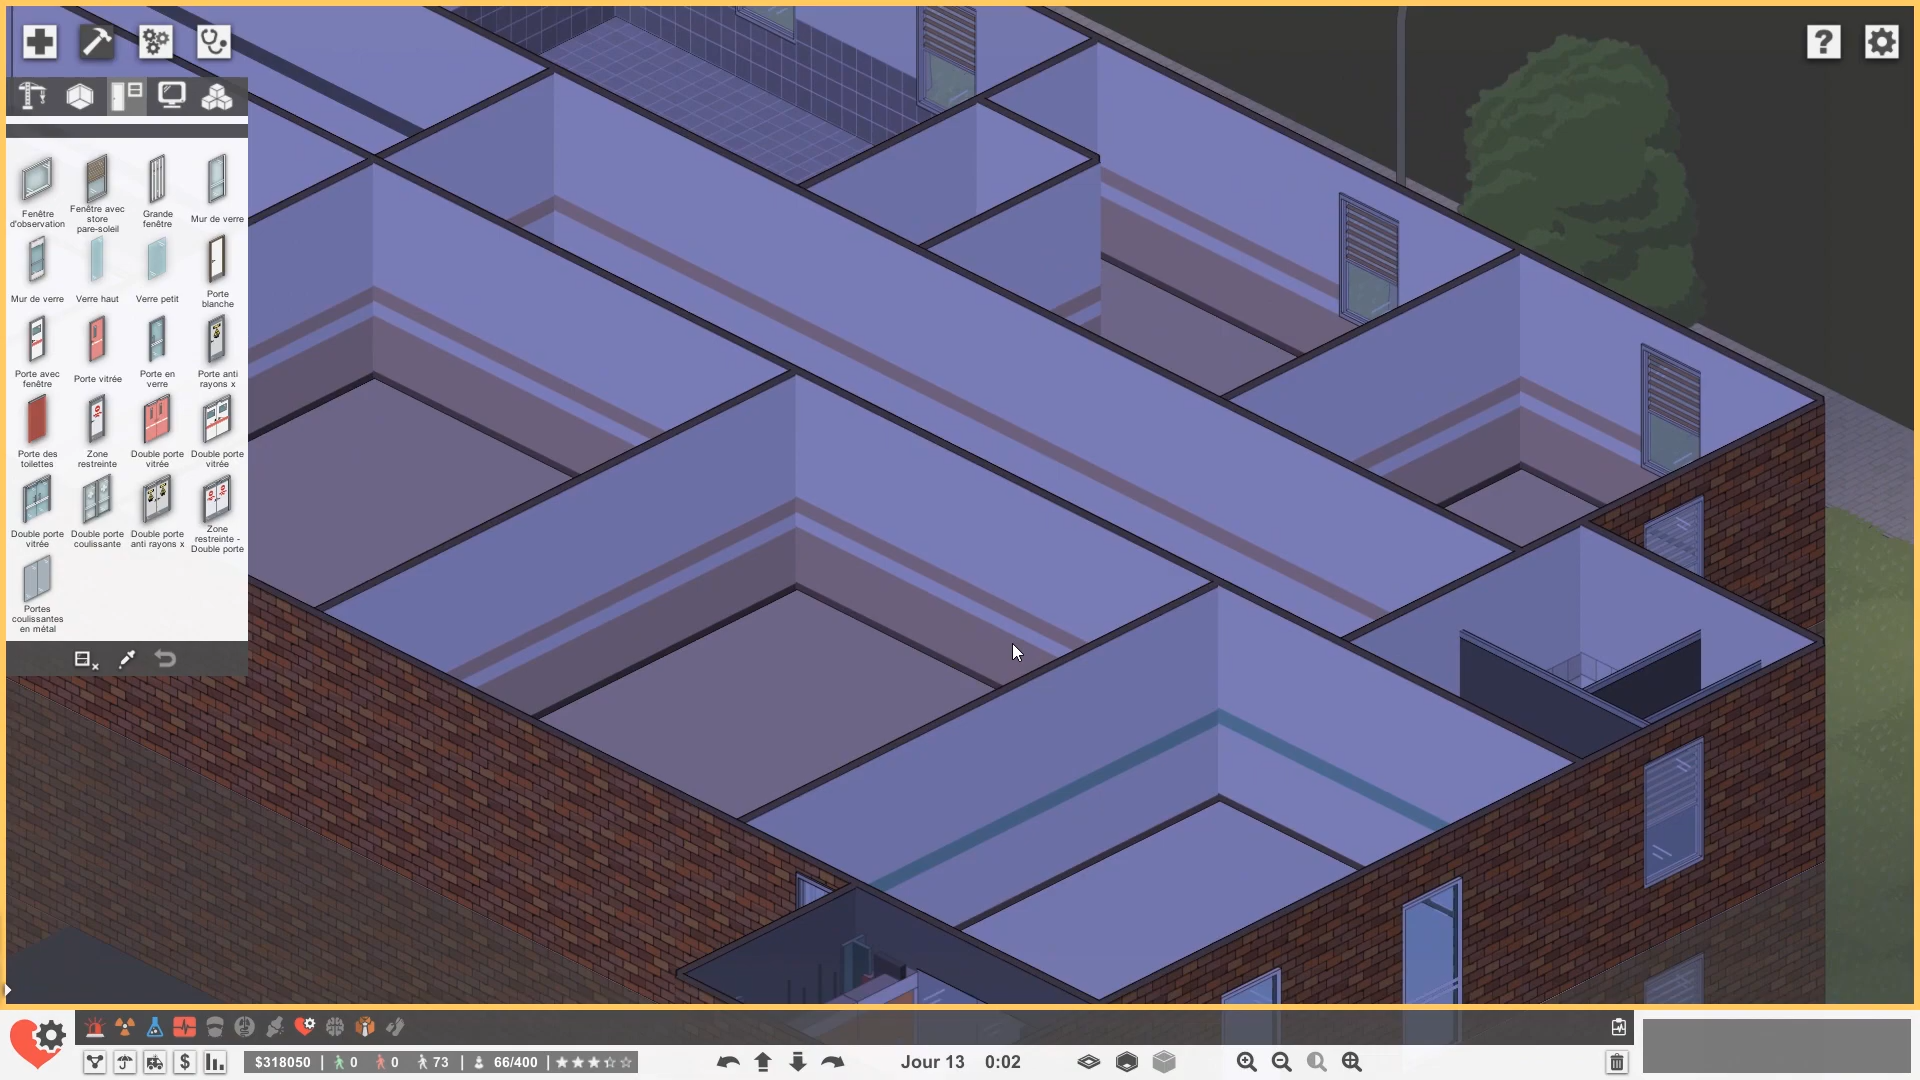 ?
Fenêtre
d'observation
Fenêtre avec
store
pare-soleil
Grande
fenêtre
Mur de verre
Mur de verre
Verre haut
Verre petit
Porte
blanche
Porte avec
fenêtre
Porte vitrée
Porte en
verre
Porte anti
rayons x
Porte des
toilettes
Zone
restreinte
Double porte
vitrée
Double porte
vitrée
Double porte
vitrée
Double porte
coulissante
Double porte
anti rayons x
Zone
restreinte -
Double porte
Portes
coulissantes
en métal
$318050 | 0 | 0 | 73 | 66/400 |
Jour 13 0:02